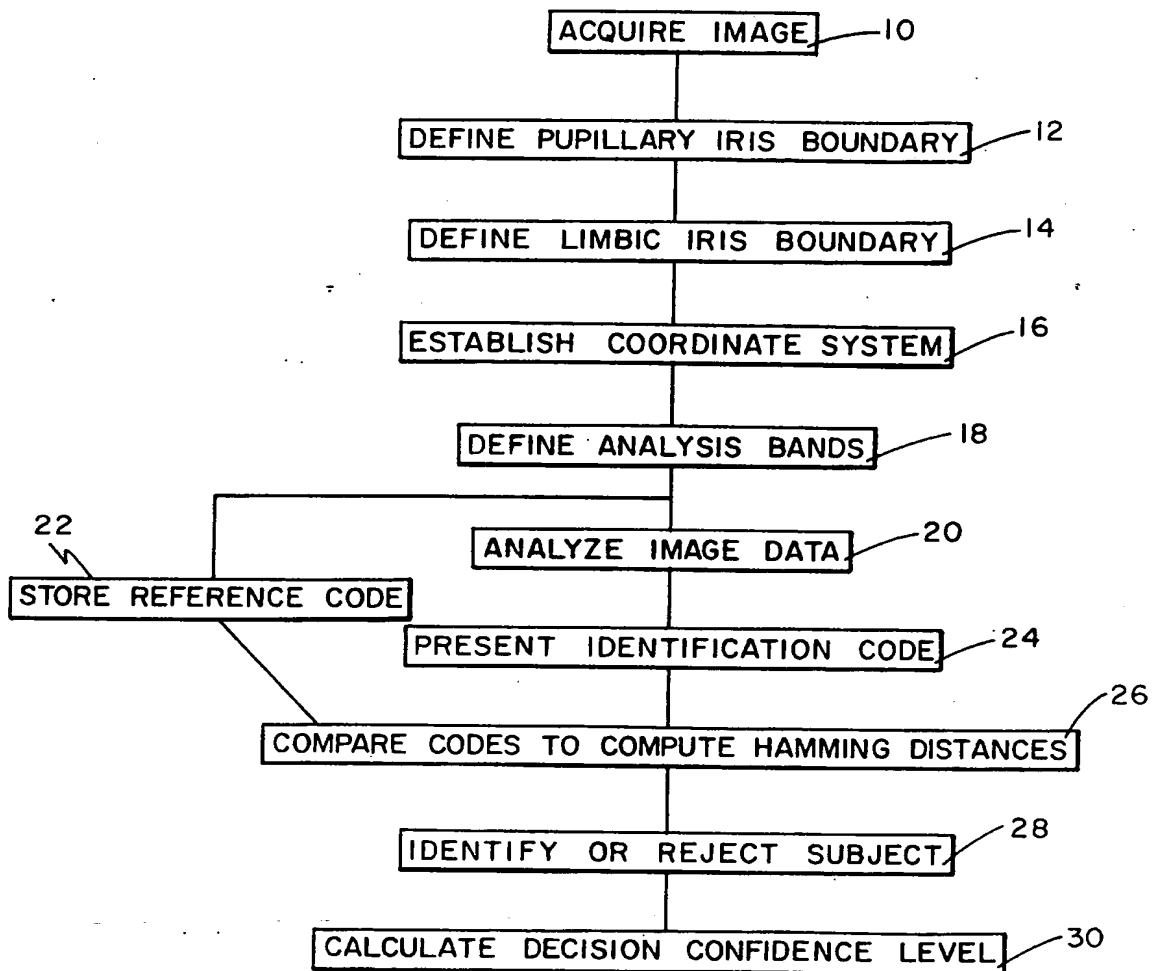 ACQUIRE IMAGE 10
DEFINE PUPILLARY IRIS BOUNDARY 12
DEFINE LIMBIC IRIS BOUNDARY 14
ESTABLISH COORDINATE SYSTEM 16
DEFINE ANALYSIS BANDS 18
22
ANALYZE IMAGE DATA 20
STORE REFERENCE CODE
PRESENT IDENTIFICATION CODE 24
26
COMPARE CODES TO COMPUTE HAMMING DISTANCES
IDENTIFY OR REJECT SUBJECT 28
CALCULATE DECISION CONFIDENCE LEVEL 30